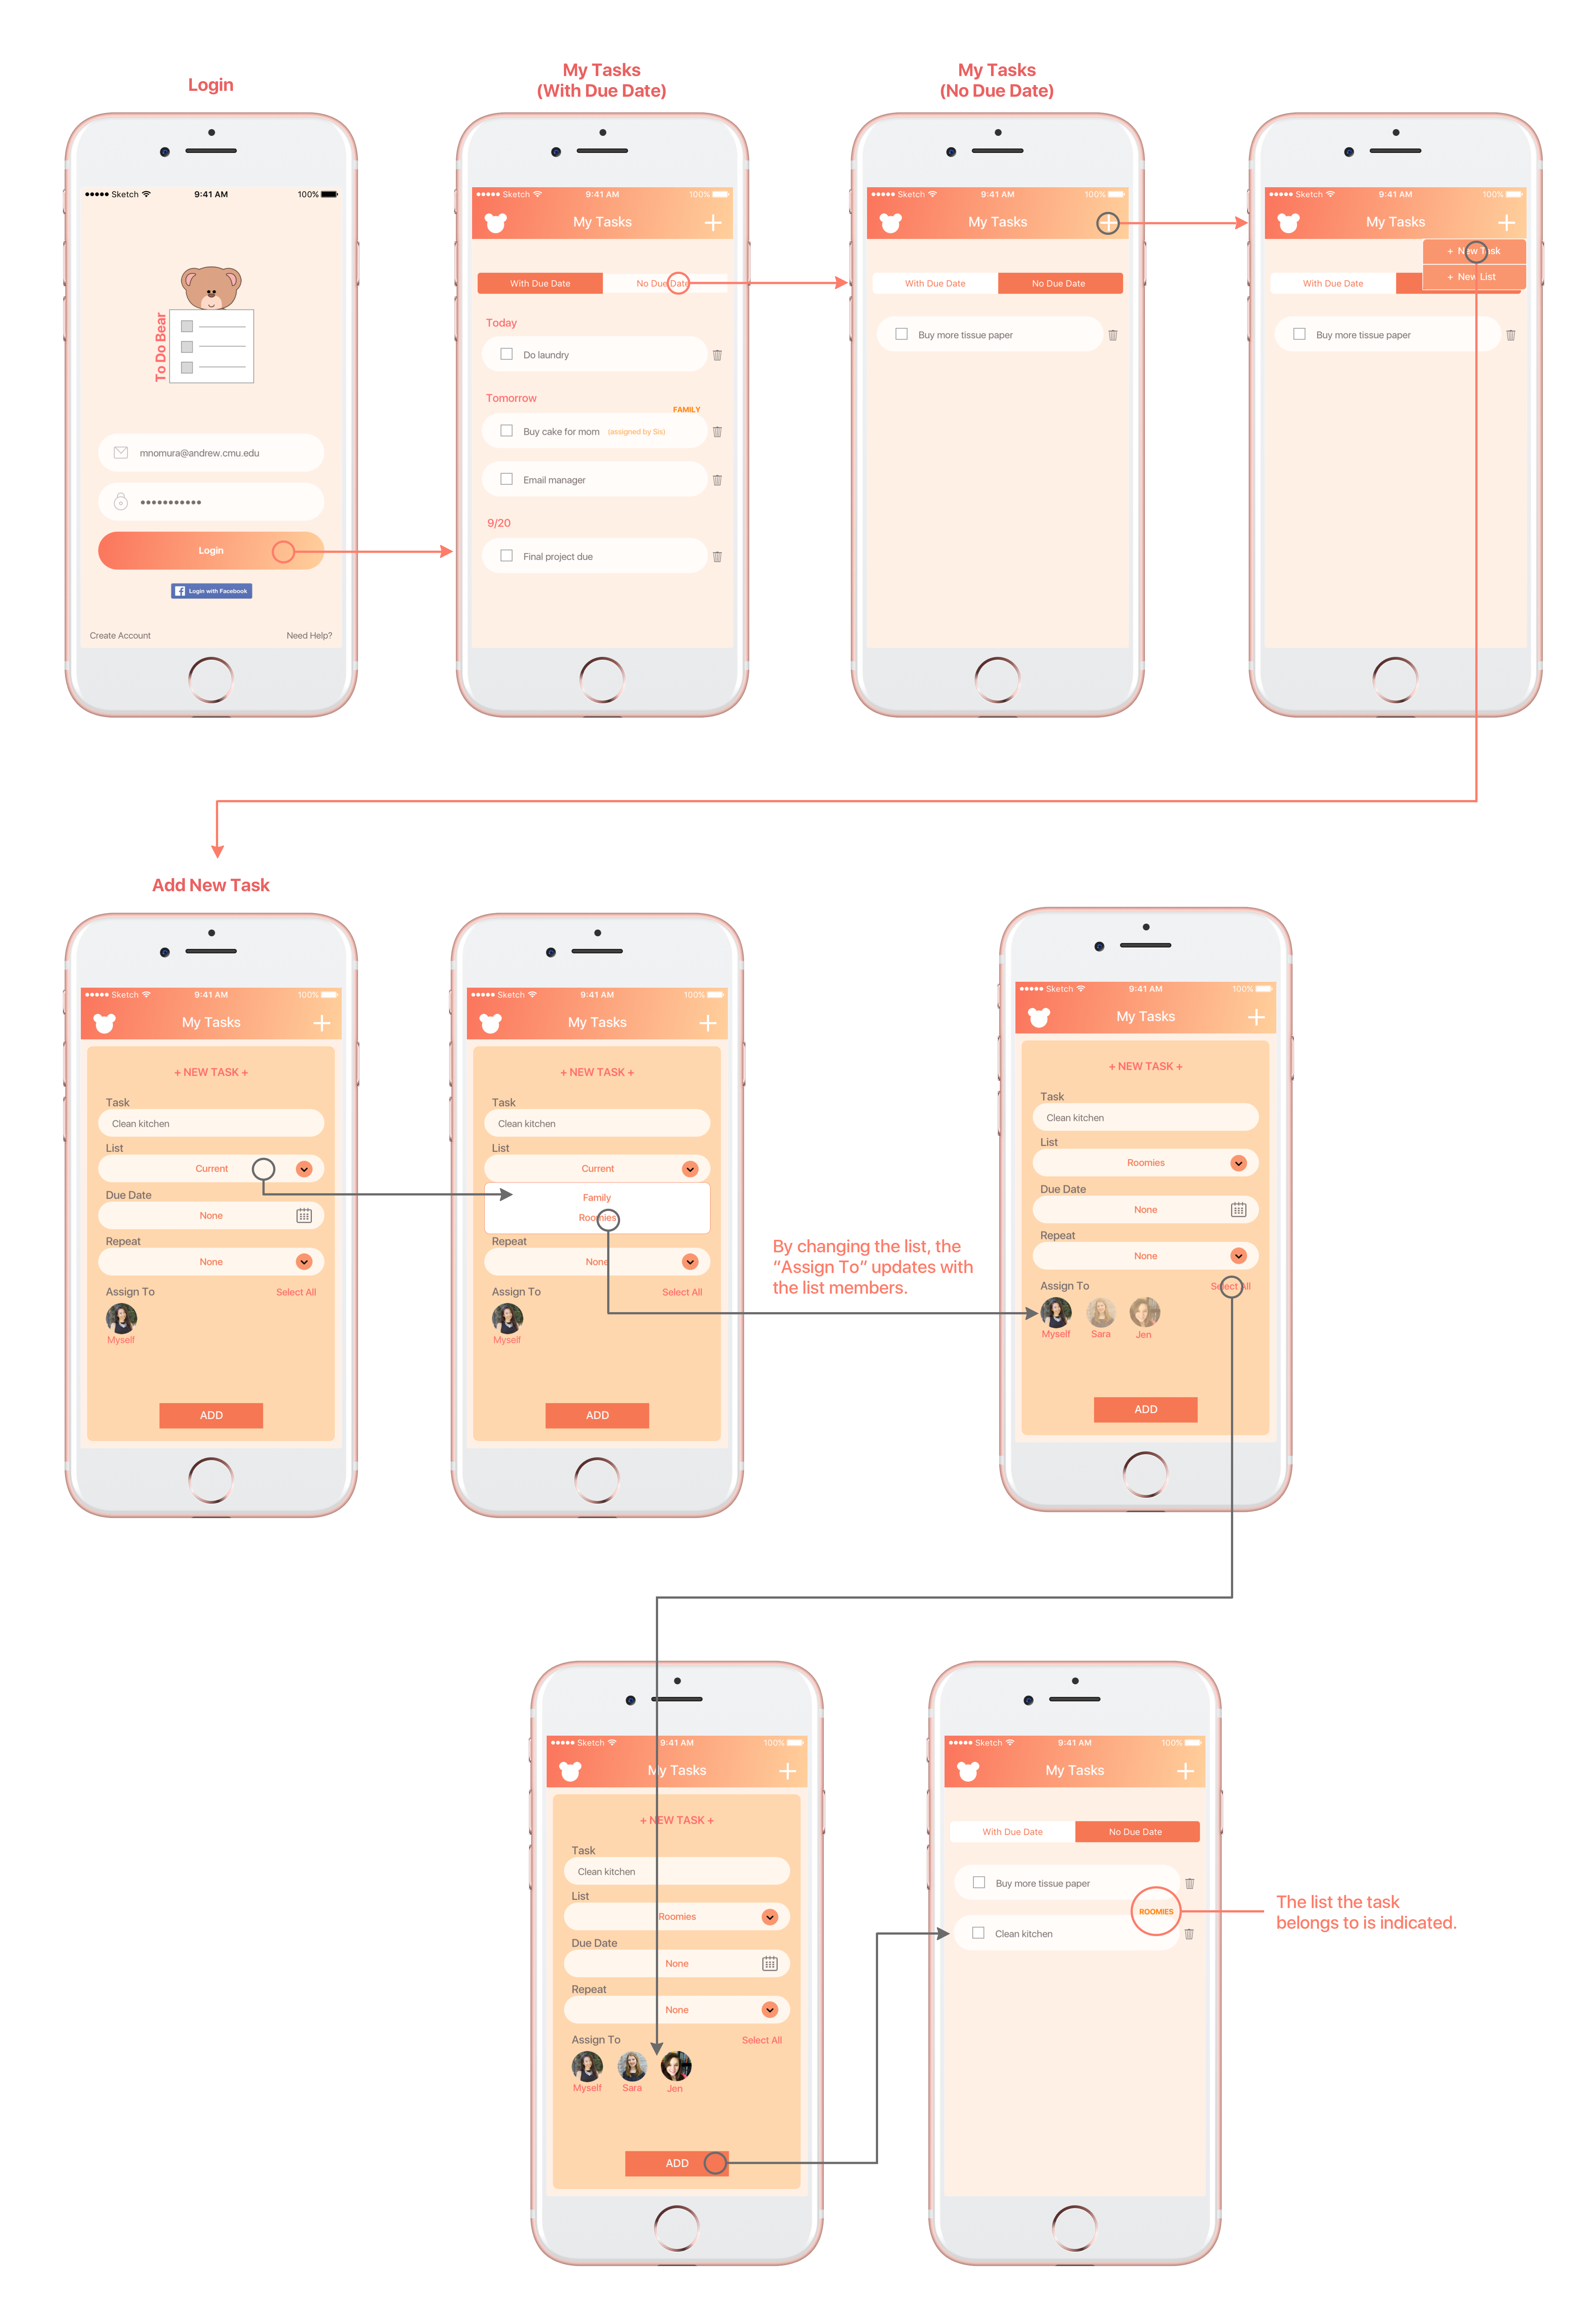 Login
My Tasks
(With Due Date)
My Tasks
(No Due Date)
Sketch 9:41 AM 100%
To Do Bear
mnomura@andrew.cmu.edu
Login
Login with Facebook
Create Account Need Help?
Sketch 9:41 AM 100%
My Tasks
With Due Date No Due Date
Today
Do laundry
Tomorrow
FAMILY
Buy cake for mom (assigned by Sis)
Email manager
9/20
Final project due
Sketch 9:41 AM 100%
My Tasks
With Due Date No Due Date
Buy more tissue paper
Sketch 9:41 AM 100%
My Tasks
+ New Task
+ New List
With Due Date
Buy more tissue paper
Add New Task
Sketch 9:41 AM 100%
My Tasks
+ NEW TASK +
Task
Clean kitchen
List
Current
Due Date
None
Repeat
None
Assign To Select All
Myself
ADD
Sketch 9:41 AM 100%
My Tasks
+ NEW TASK +
Task
Clean kitchen
List
Current
Family
Roomies
Repeat
None
Assign To Select All
Myself
ADD
By changing the list, the
“Assign To” updates with
the list members.
Sketch 9:41 AM 100%
My Tasks
+ NEW TASK +
Task
Clean kitchen
List
Roomies
Due Date
None
Repeat
None
Assign To Select All
Myself Sara Jen
ADD
Sketch 9:41 AM 100%
My Tasks
+ NEW TASK +
Task
Clean kitchen
List
Roomies
Due Date
None
Repeat
None
Assign To Select All
Myself Sara Jen
ADD
Sketch 9:41 AM 100%
My Tasks
With Due Date No Due Date
Buy more tissue paper
ROOMIES
Clean kitchen
The list the task
belongs to is indicated.